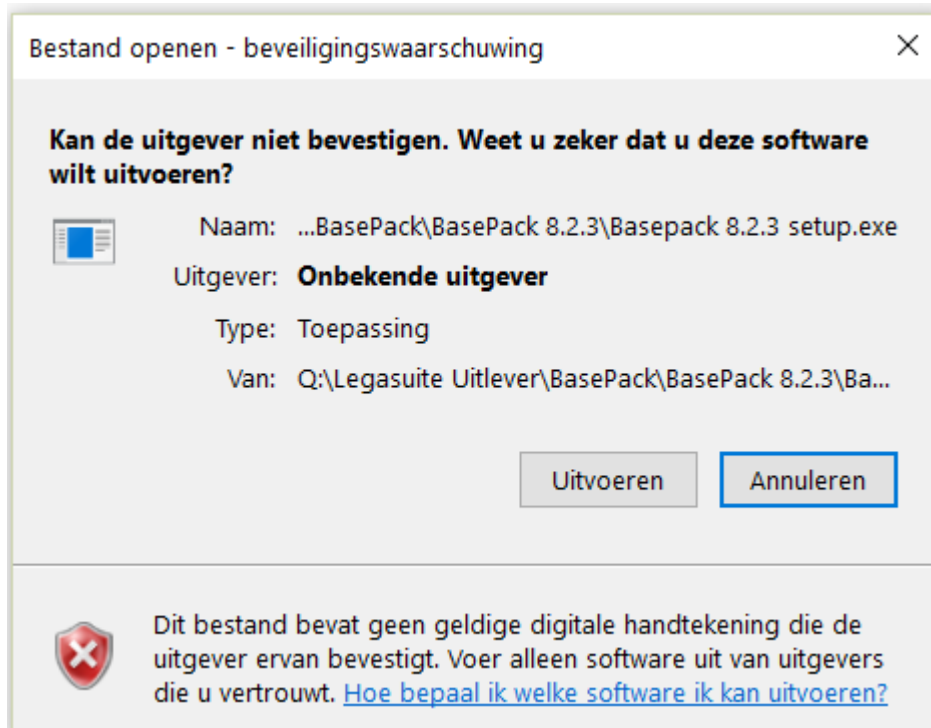 Bestand openen - beveiligingswaarschuwing
Kan de uitgever niet bevestigen. Weet u zeker dat u deze software
wilt uitvoeren?
Naam: ...BasePack\BasePack 8.2.3\Basepack 8.2.3 setup.exe
Uitgever: Onbekende uitgever
Type: Toepassing
Van: Q:\Legasuite Uitlever\BasePack\BasePack 8.2.3\Ba...
Uitvoeren Annuleren
Dit bestand bevat geen geldige digitale handtekening die de
uitgever ervan bevestigt. Voer alleen software uit van uitgevers
die u vertrouwt. Hoe bepaal ik welke software ik kan uitvoeren?